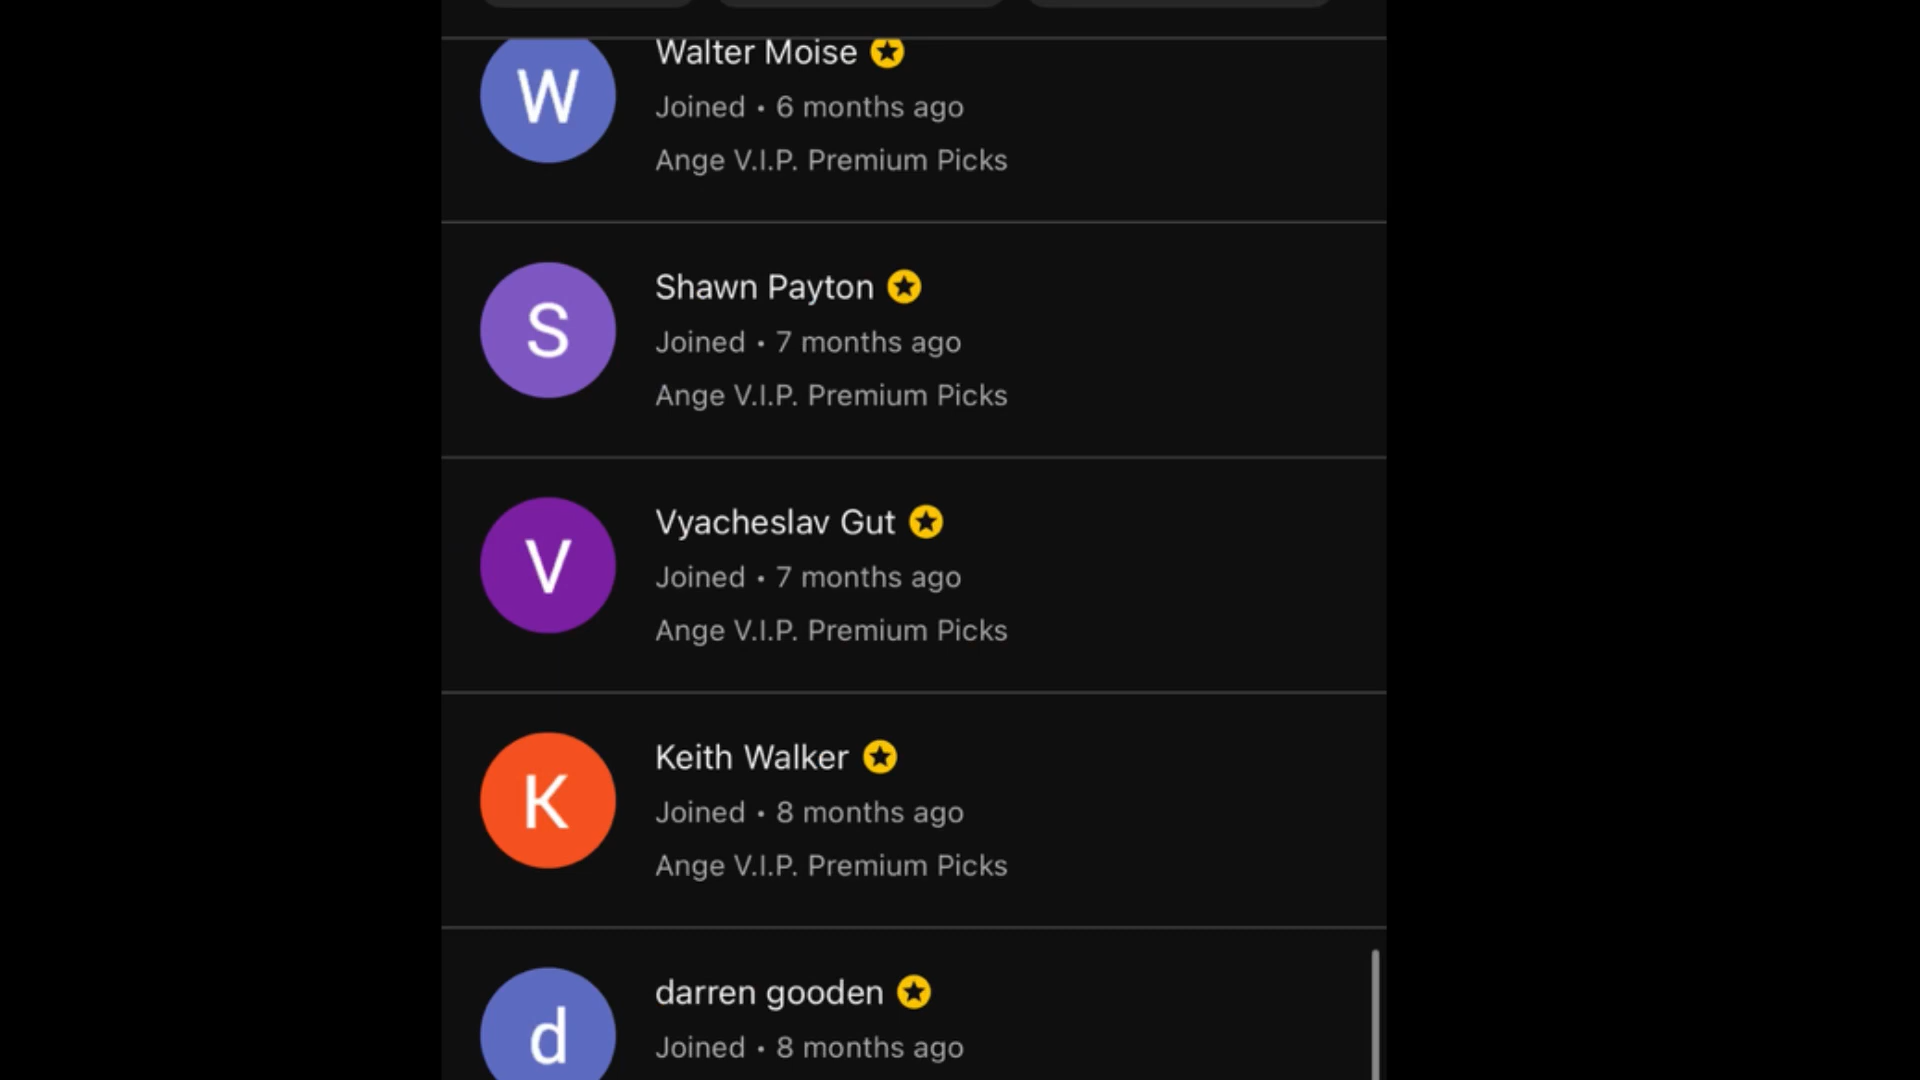 W
Walter Moise
Joined • 6 months ago
Ange V.I.P. Premium Picks
S
Shawn Payton
Joined • 7 months ago
Ange V.I.P. Premium Picks
V
Vyacheslav Gut
Joined • 7 months ago
Ange V.I.P. Premium Picks
K
Keith Walker
Joined • 8 months ago
Ange V.I.P. Premium Picks
d
darren gooden
Joined • 8 months ago